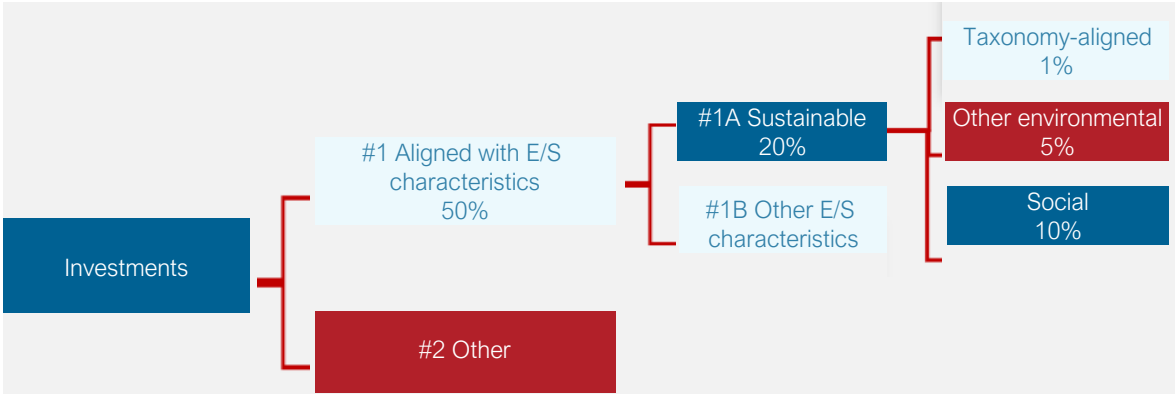 Investments
#1 Aligned with E/S
characteristics
50%
#2 Other
#1A Sustainable
20%
#1B Other E/S
characteristics
Taxonomy-aligned
1%
Other environmental
5%
Social
10%